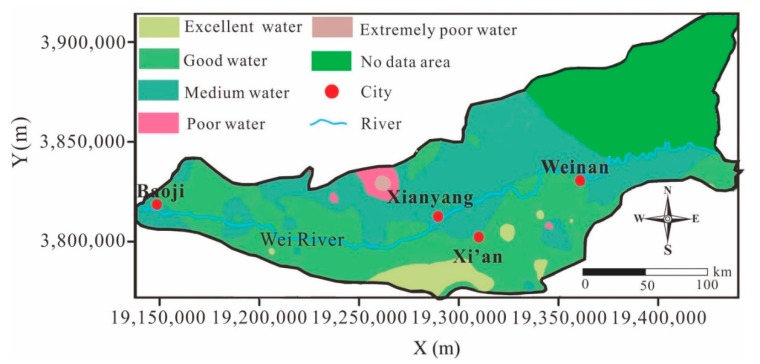 Excellent water
Extremely poor water
Good water
No data area
Medium water
City
Poor water
River
Y (m)
3,900,000
3,850,000
3,800,000
Baoji
Xianyang
Weinan
Wei River
Xi'an
N
W
E
S
0
50
100
km
19,150,000
19,200,000
19,250,000
19,300,000
19,350,000
19,400,000
X (m)